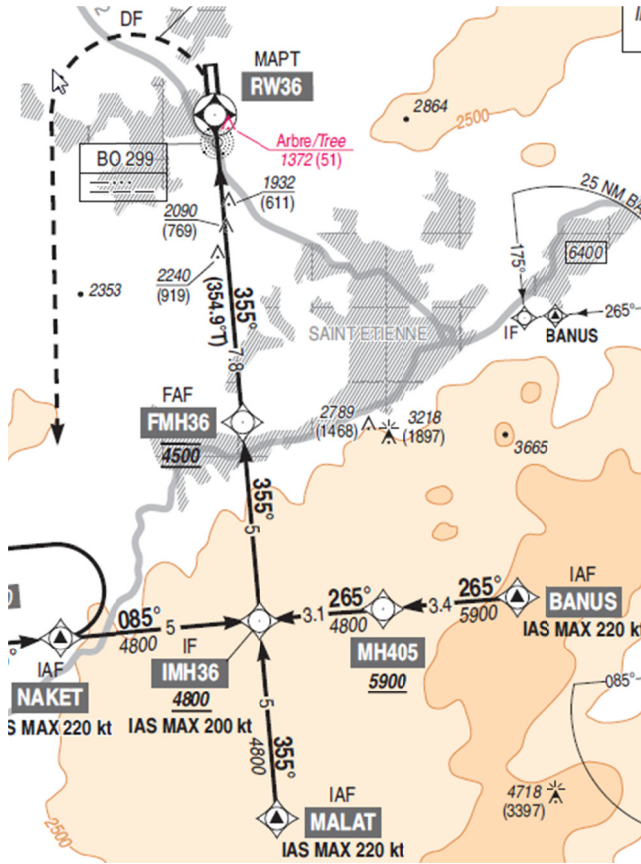 DF
MAPT
RW36
2864
2500
Arbre/Tree
1372 (51)
BO 299
1932
(611)
2090
(769)
25 NM BA
6400
2240
(919)
175°
2353
355°
(354.9°T)
7.8
SAINT ETIENNE
265°
IF
BANUS
FAF
FMH36
4500
2789
(1468)
3218
(1897)
3665
355°
5
265°
3.1
4800
265°
3.4
5900
IAF
BANUS
IAS MAX 220 kt
085°
5
4800
IAF
NAKET
S MAX 220 kt
IF
IMH36
4800
IAS MAX 200 kt
MH405
5900
085°
355°
5
4800
4718
(3397)
IAF
MALAT
IAS MAX 220 kt
2500